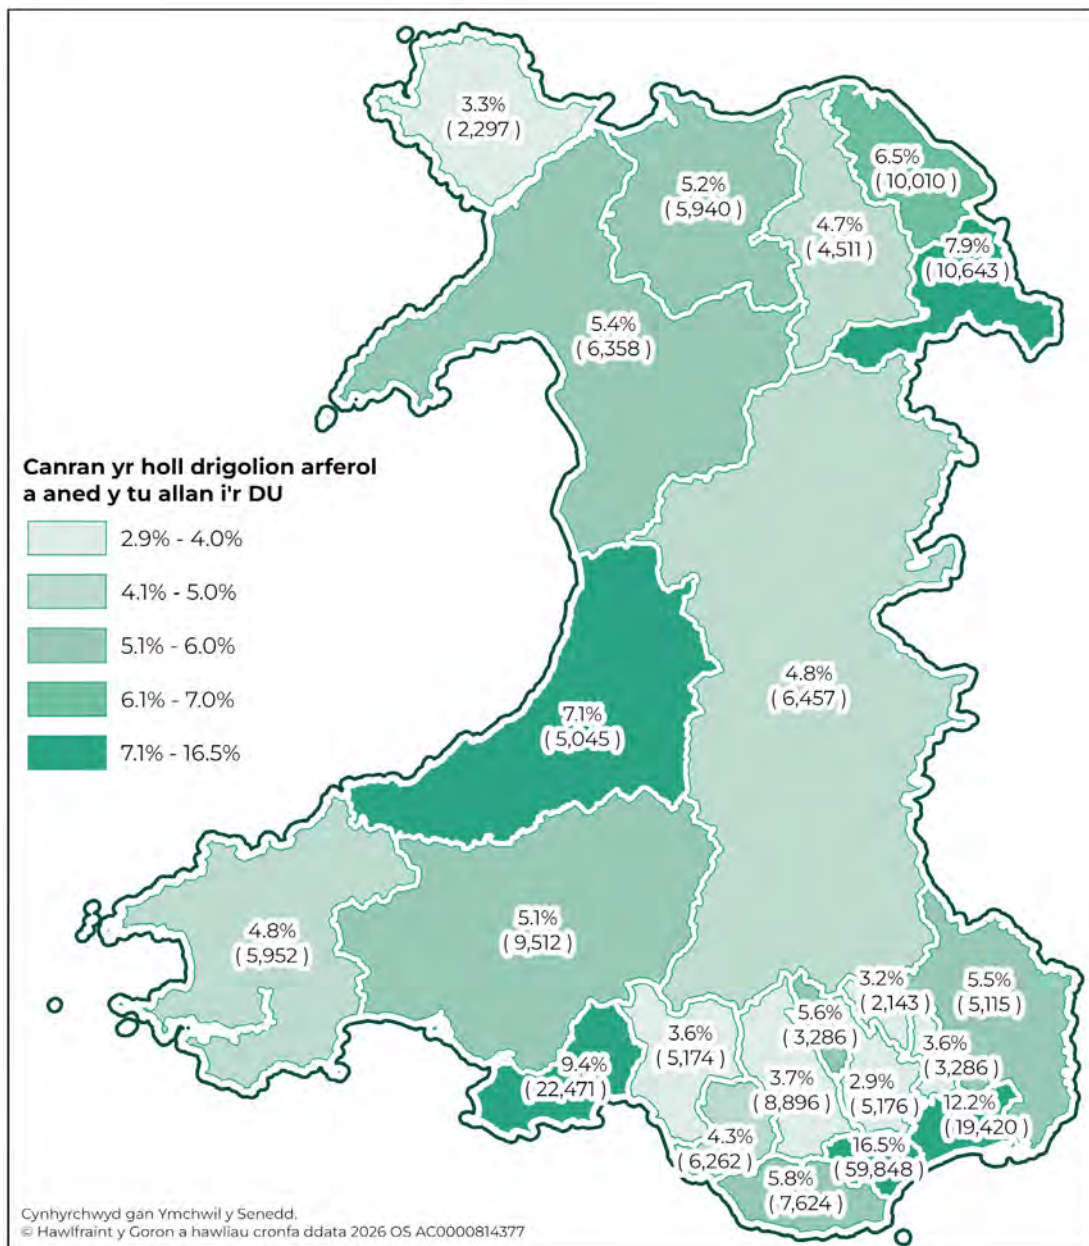 3.3%
( 2,297 )
6.5%
( 10,010 )
5.2%
( 5,940 )
4.7%
( 4,511 )
7.9%
( 10,643 )
5.4%
( 6,358 )
Canran yr holl drigolion arferol
a aned y tu allan i'r DU
2.9% - 4.0%
4.1% - 5.0%
5.1% - 6.0%
6.1% - 7.0%
7.1% - 16.5%
4.8%
( 6,457 )
7.1%
( 5,045 )
5.1%
( 9,512 )
4.8%
( 5,952 )
3.2%
( 2,143 )
5.5%
( 5,115 )
5.6%
( 3,286 )
3.6%
( 5,174 )
3.6%
( 3,286 )
9.4%
( 22,471 )
3.7%
( 8,896 )
2.9%
( 5,176 )
12.2%
( 19,420 )
4.3%
( 6,262 )
16.5%
( 59,848 )
5.8%
( 7,624 )
Cynhyrchwyd gan Ymchwil y Senedd.
© Hawlfraint y Goron a hawliau cronfa ddata 2026 OS AC0000814377